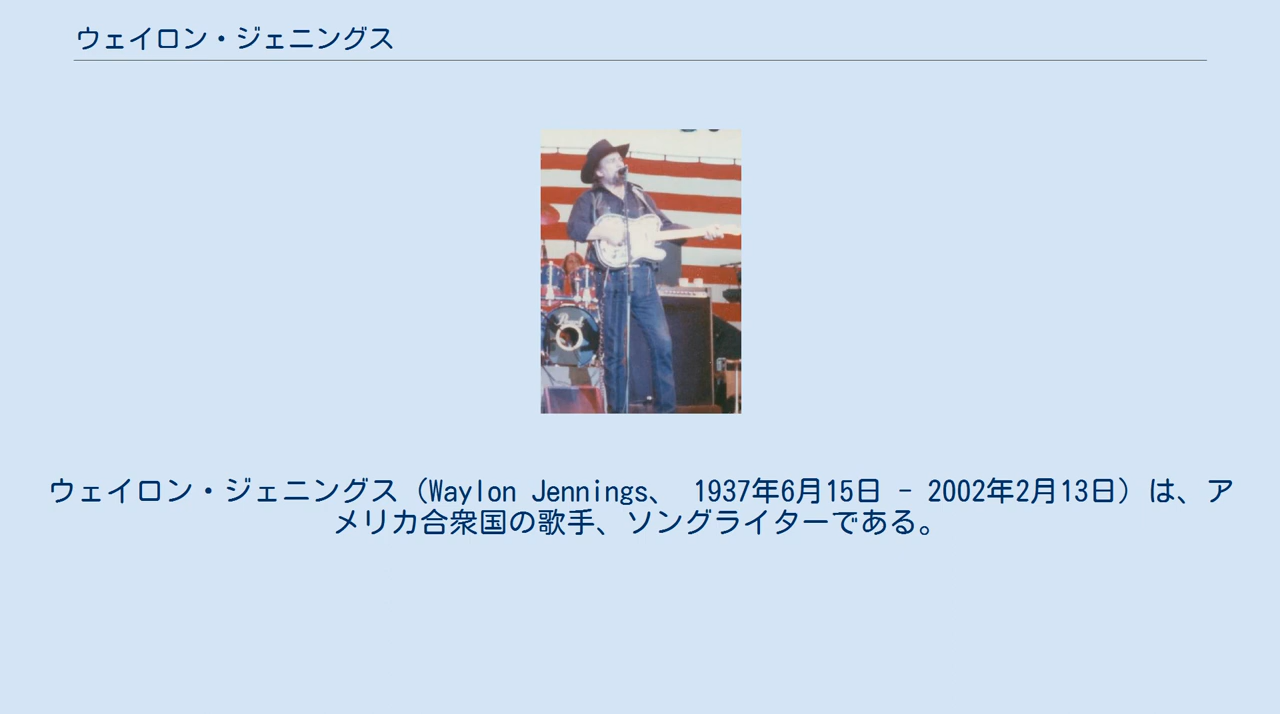 ウェイロン・ジェニングス
ウェイロン・ジェニングス（Waylon Jennings、 1937年6月15日 - 2002年2月13日）は、ア
メリカ合衆国の歌手、ソングライターである。